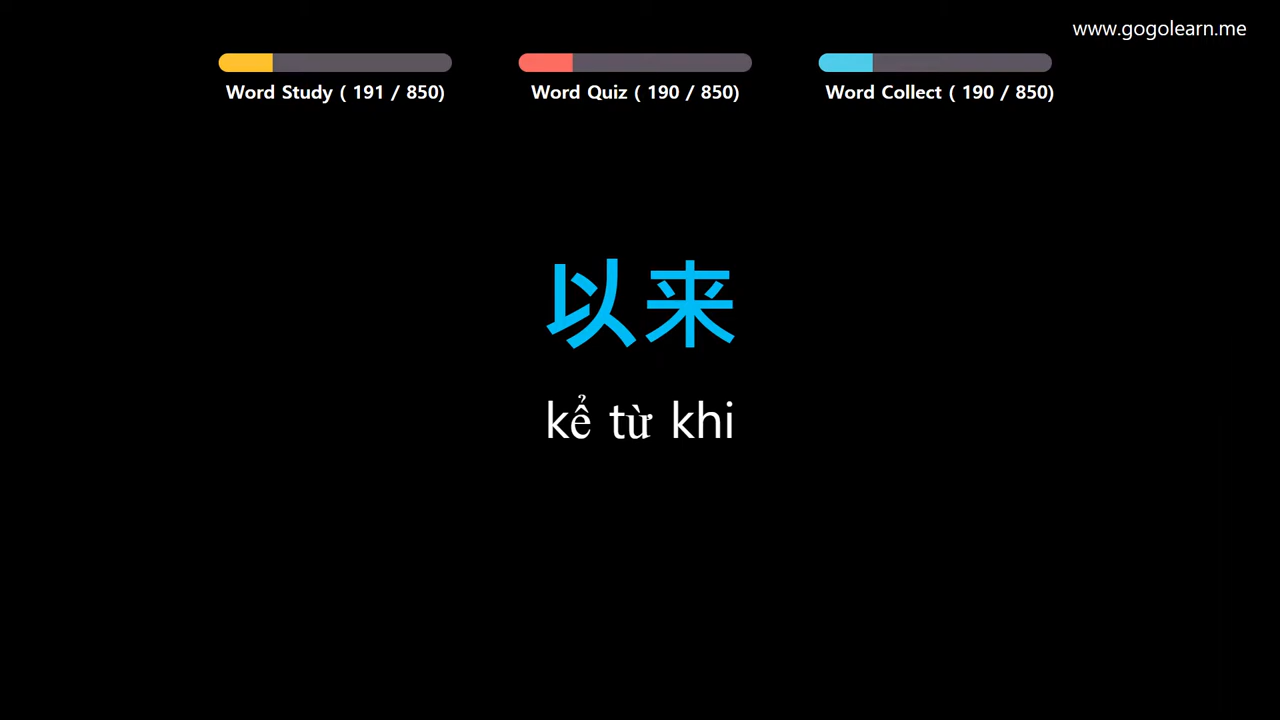 www.gogolearn.me
Word Study ( 191 / 850)
Word Quiz ( 190 / 850)
Word Collect ( 190 / 850)
以来
kể từ khi